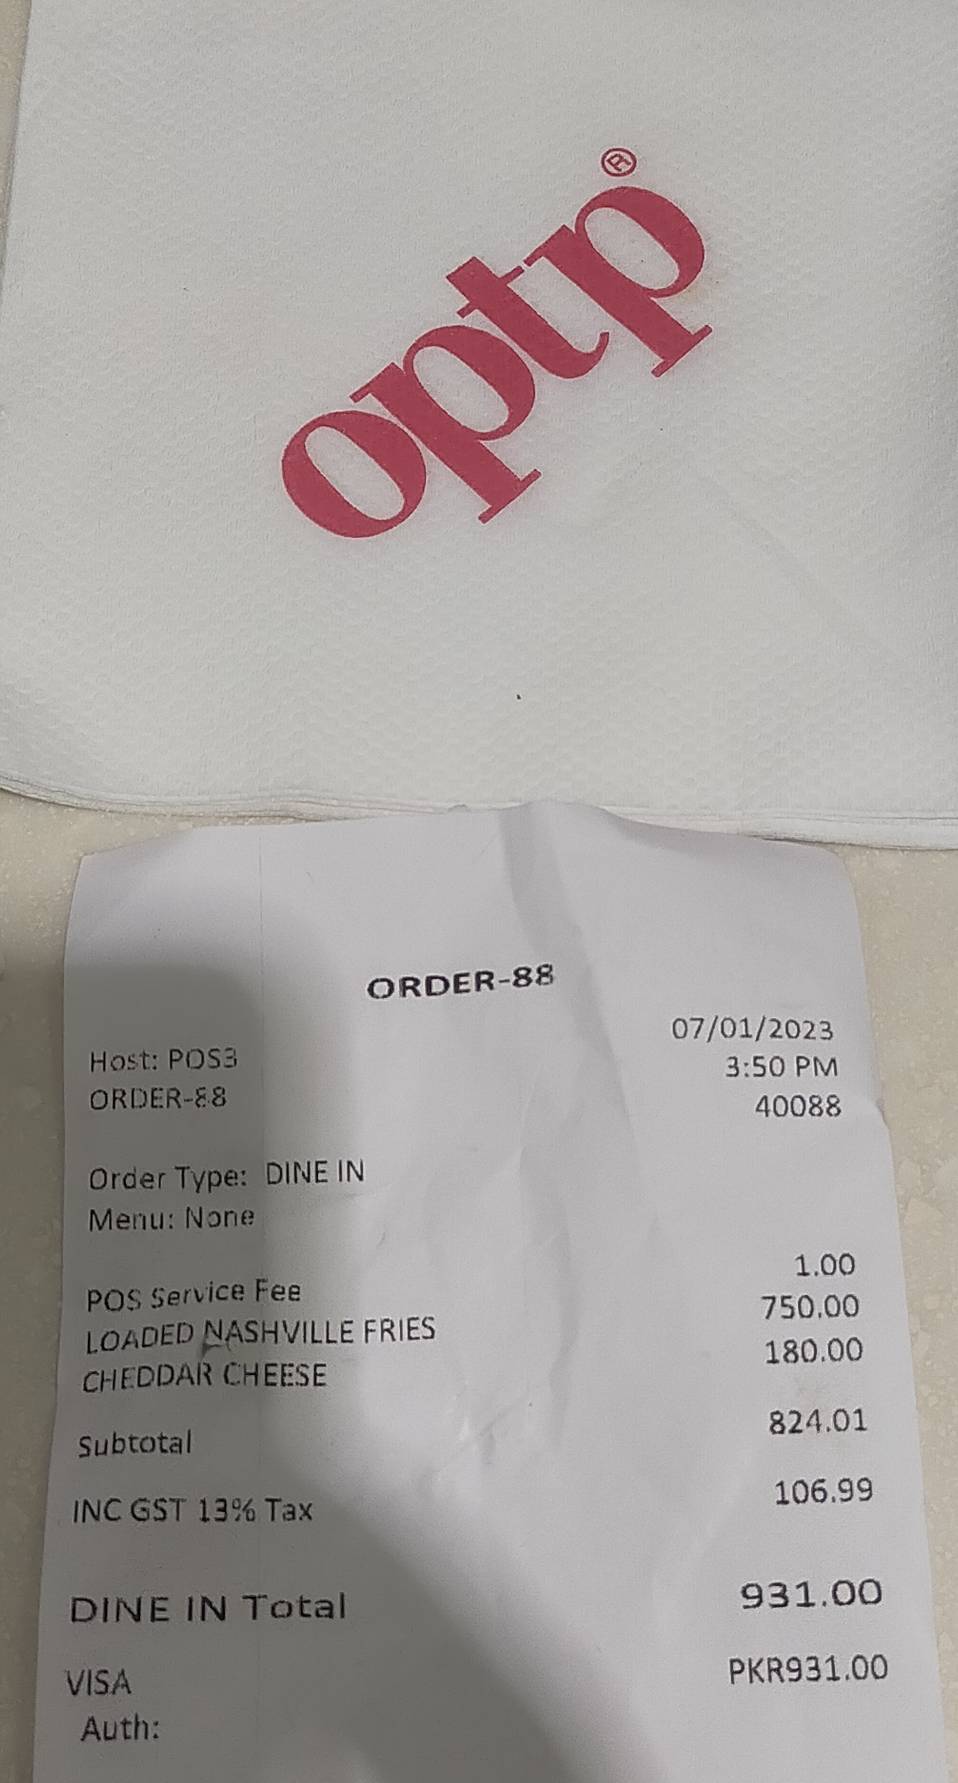 optp®
ORDER-88
07/01/2023
Host: POS3 3:50 PM
ORDER-88 40088
Order Type: DINE IN
Menu: None
POS Service Fee 1.00
LOADED NASHVILLE FRIES 750.00
CHEDDAR CHEESE 180.00
Subtotal 824.01
INC GST 13% Tax 106.99
DINE IN Total 931.00
VISA PKR931.00
Auth: